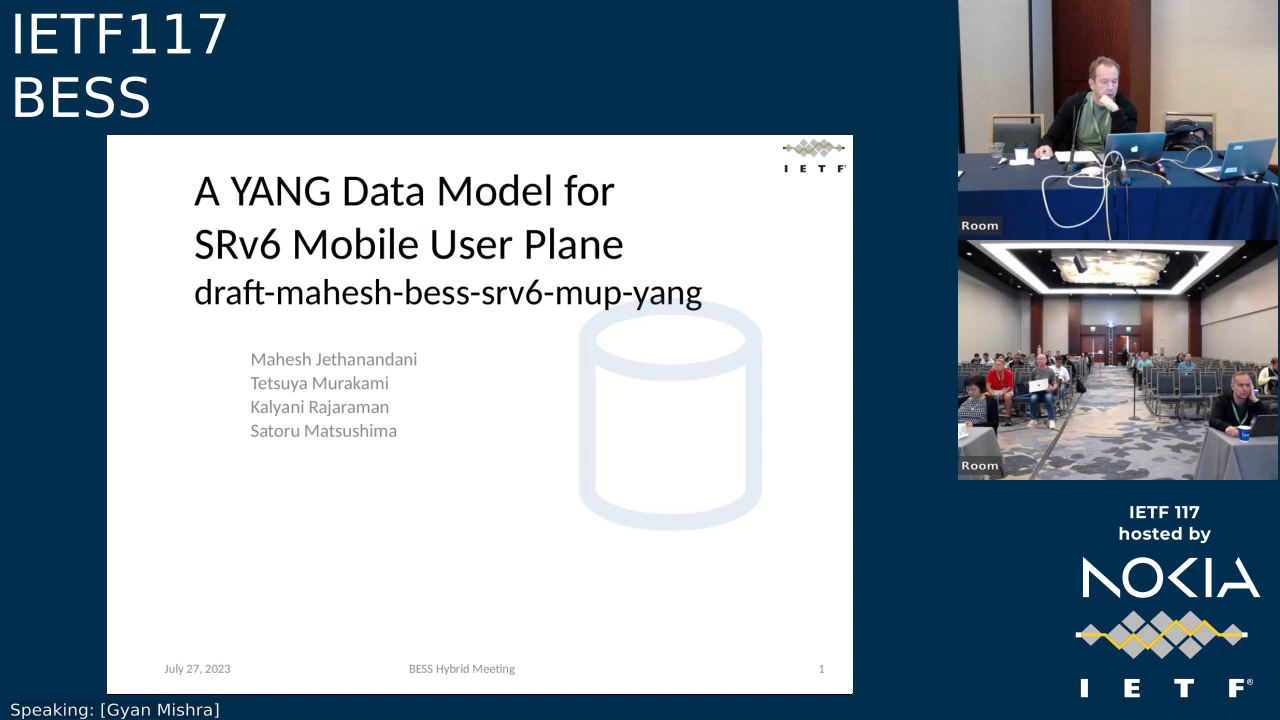 IETF117
BESS
I E T F®
A YANG Data Model for
SRv6 Mobile User Plane
draft-mahesh-bess-srv6-mup-yang
Mahesh Jethanandani
Tetsuya Murakami
Kalyani Rajaraman
Satoru Matsushima
July 27, 2023
BESS Hybrid Meeting
1
Room
Room
IETF 117
hosted by
NOKIA
I E T F®
Speaking: [Gyan Mishra]